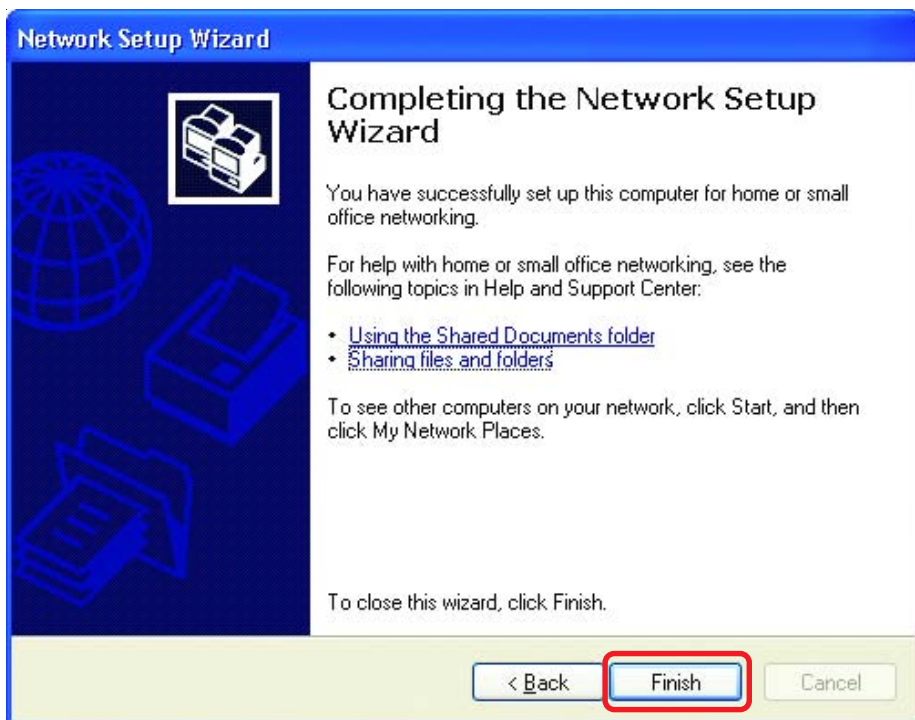 Network Setup Wizard
Completing the Network Setup
Wizard
You have successfully set up this computer for home or small
office networking.
For help with home or small office networking, see the
following topics in Help and Support Center:
• Using the Shared Documents folder
• Sharing files and folders
To see other computers on your network, click Start, and then
click My Network Places.
To close this wizard, click Finish.
< Back Finish Cancel